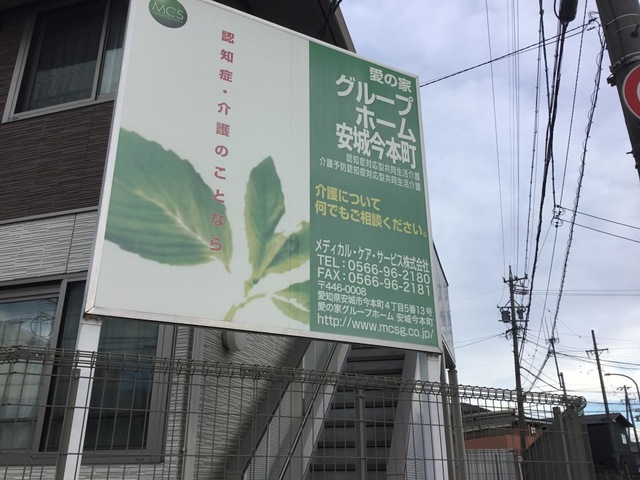 MCS
認知症・介護のことなら
愛の家
グループ
ホーム
安城今本町
認知症対応型共同生活介護
介護予防認知症対応型共同生活介護
介護について
何でもご相談ください。
メディカル・ケア・サービス株式会社
TEL:0566-96-2180
FAX:0566-96-2181
〒446-0008
愛知県安城市今本町4丁目5番13号
愛の家グループホーム 安城今本町
http://www.mcsg.co.jp/